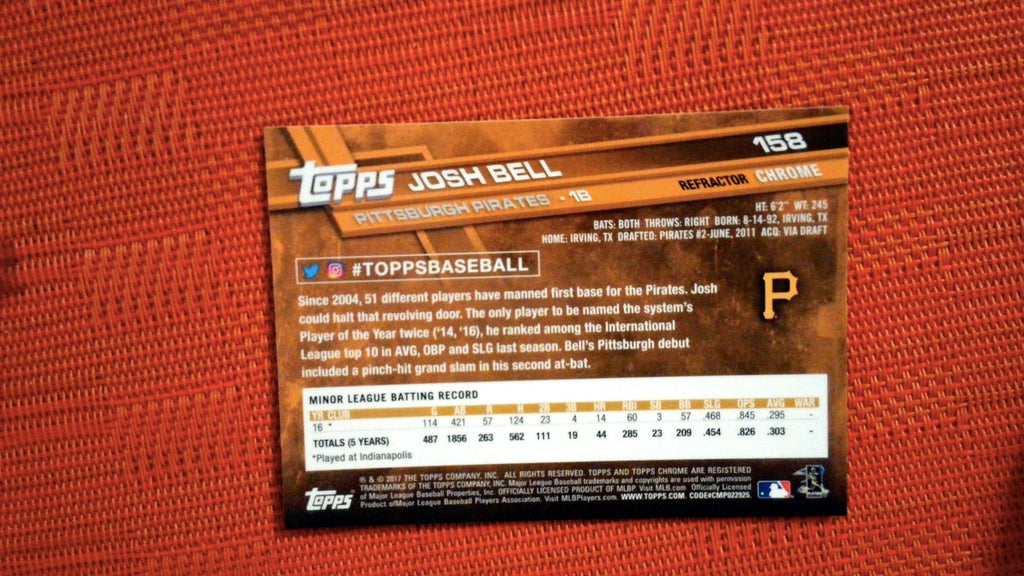 topps JOSH BELL 158
PITTSBURGH PIRATES - 1B REFRACTOR CHROME
HT: 6'2" WT: 245
BATS: BOTH THROWS: RIGHT BORN: 8-14-92, IRVING, TX
HOME: IRVING, TX DRAFTED: PIRATES #2-JUNE, 2011 ACQ: VIA DRAFT
#TOPPSBASEBALL
P
Since 2004, 51 different players have manned first base for the Pirates. Josh
could halt that revolving door. The only player to be named the system's
Player of the Year twice ('14, '16), he ranked among the International
League top 10 in AVG, OBP and SLG last season. Bell's Pittsburgh debut
included a pinch-hit grand slam in his second at-bat.
MINOR LEAGUE BATTING RECORD
YR CLUB G AB R H 2B 3B HR RBI SB BB SLG OPS AVG WAR
16 * 114 421 57 124 23 4 14 60 3 57 .468 .845 .295 -
TOTALS (5 YEARS) 487 1856 263 562 111 19 44 285 23 209 .454 .826 .303 -
*Played at Indianapolis
® & © 2017 THE TOPPS COMPANY, INC. ALL RIGHTS RESERVED. TOPPS AND TOPPS CHROME ARE REGISTERED
TRADEMARKS OF THE TOPPS COMPANY, INC. Major League Baseball trademarks and copyrights are used with permission
of Major League Baseball Properties, Inc. OFFICIALLY LICENSED PRODUCT OF MLBP Visit MLB.com Officially Licensed
Product of Major League Baseball Players Association. Visit MLBPlayers.com. WWW.TOPPS.COM. CODE#CMP022925
topps